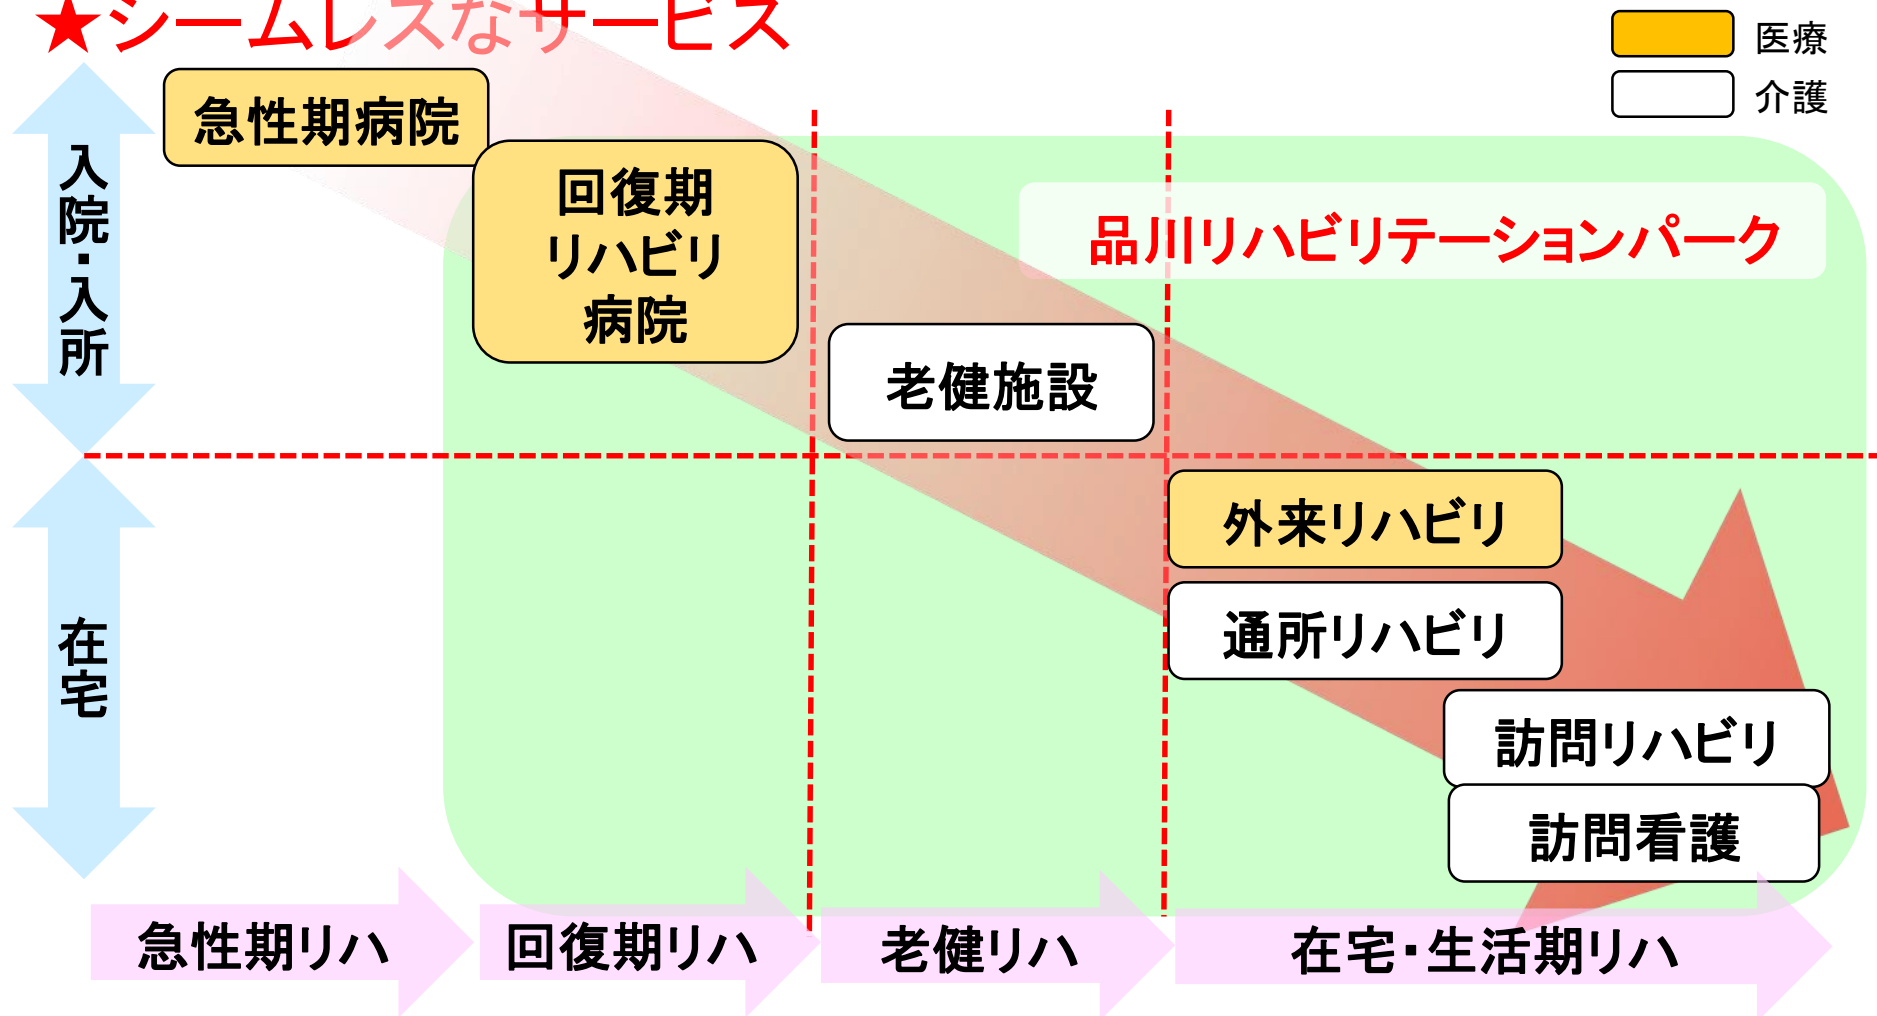 ★シームレスなサービス
医療
介護
急性期病院
回復期
リハビリ
病院
入院・入所
品川リハビリテーションパーク
老健施設
外来リハビリ
通所リハビリ
在宅
訪問リハビリ
訪問看護
急性期リハ
回復期リハ
老健リハ
在宅・生活期リハ